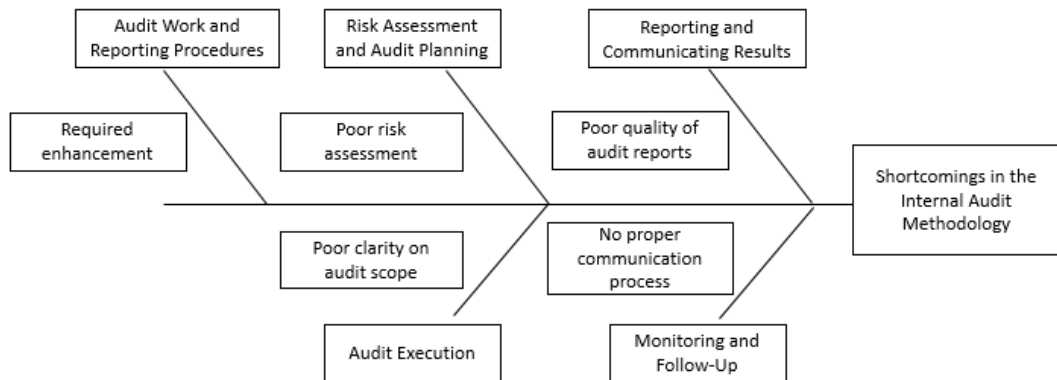 Audit Work and
Reporting Procedures
Risk Assessment
and Audit Planning
Reporting and
Communicating Results
Required
enhancement
Poor risk
assessment
Poor quality of
audit reports
Shortcomings in the
Internal Audit
Methodology
Poor clarity on
audit scope
No proper
communication
process
Audit Execution
Monitoring and
Follow-Up